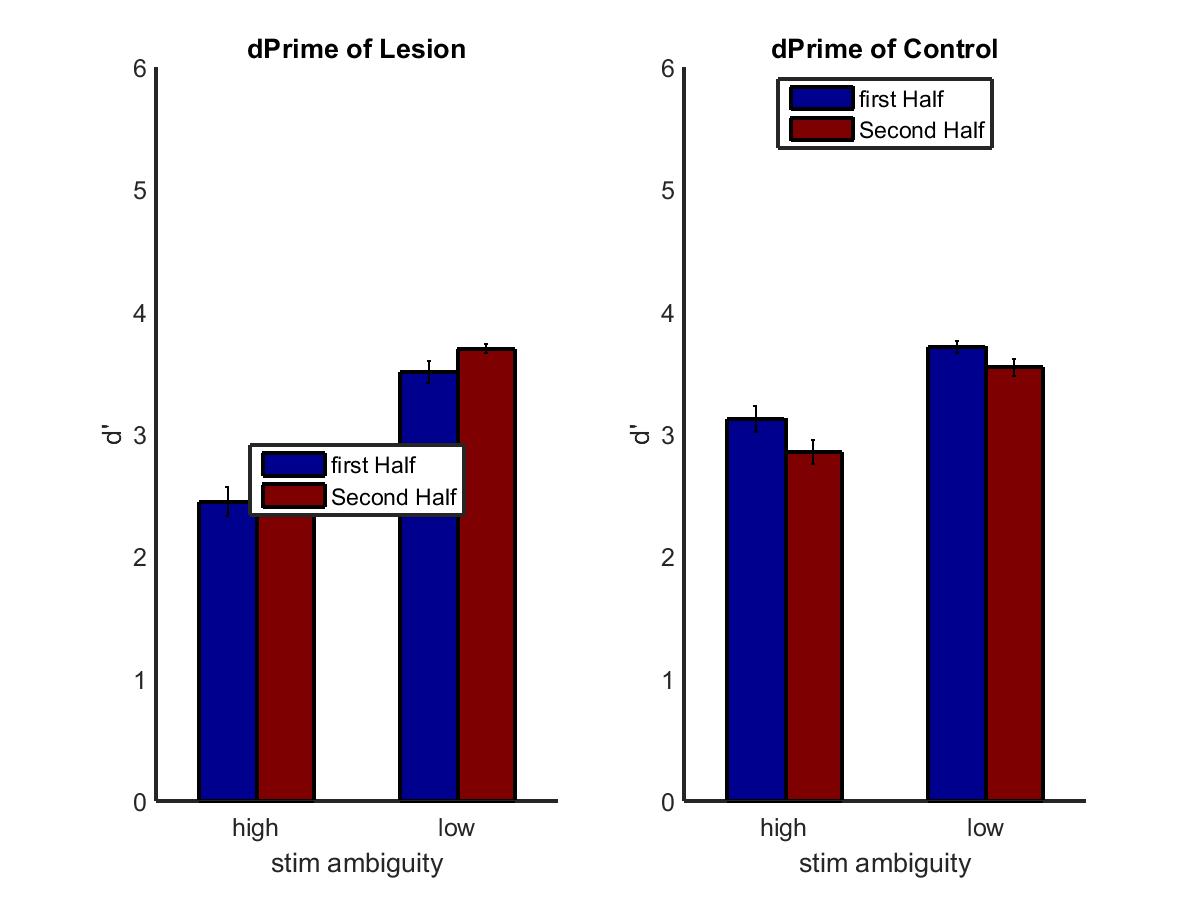 dPrime of Lesion
6
5
4
3
2
1
0
d'
first Half
Second Half
high low
stim ambiguity
dPrime of Control
6
5
4
3
2
1
0
d'
first Half
Second Half
high low
stim ambiguity